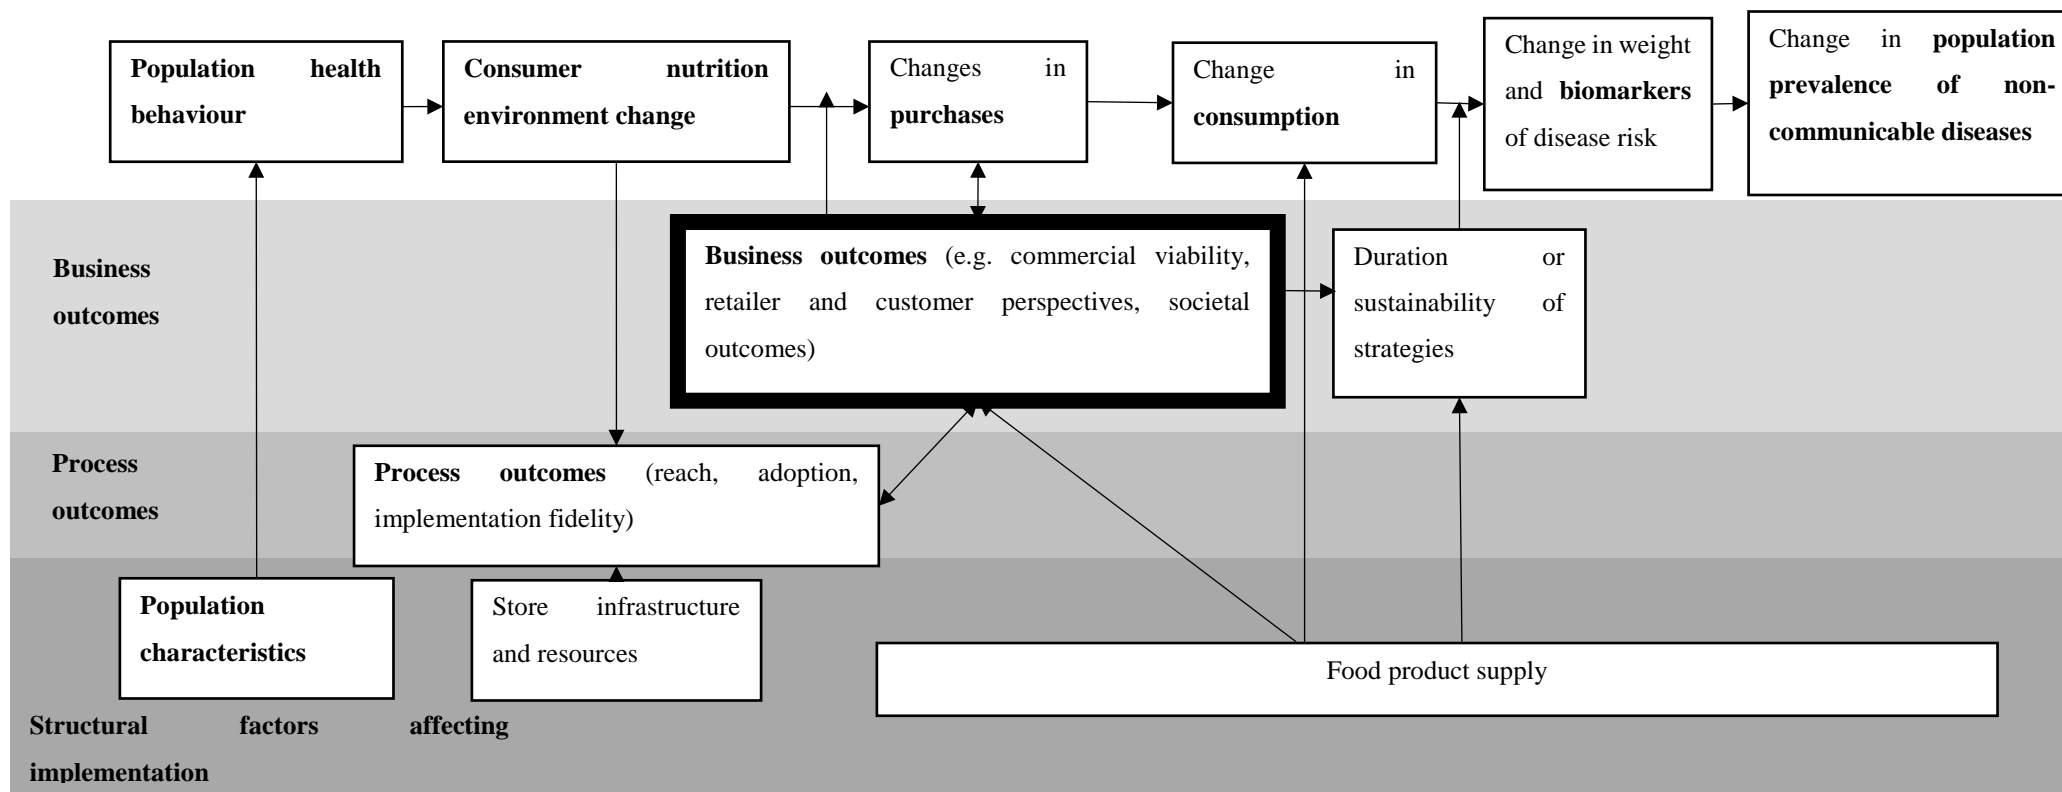 Population health
behaviour
Consumer nutrition
environment change
Changes in
purchases
Change in
consumption
Change in weight
and biomarkers
of disease risk
Change in population
prevalence of non-
communicable diseases
Business
outcomes
Business outcomes (e.g. commercial viability,
retailer and customer perspectives, societal
outcomes)
Duration or
sustainability of
strategies
Process
outcomes
Process outcomes (reach, adoption,
implementation fidelity)
Population
characteristics
Store infrastructure
and resources
Food product supply
Structural factors affecting
implementation